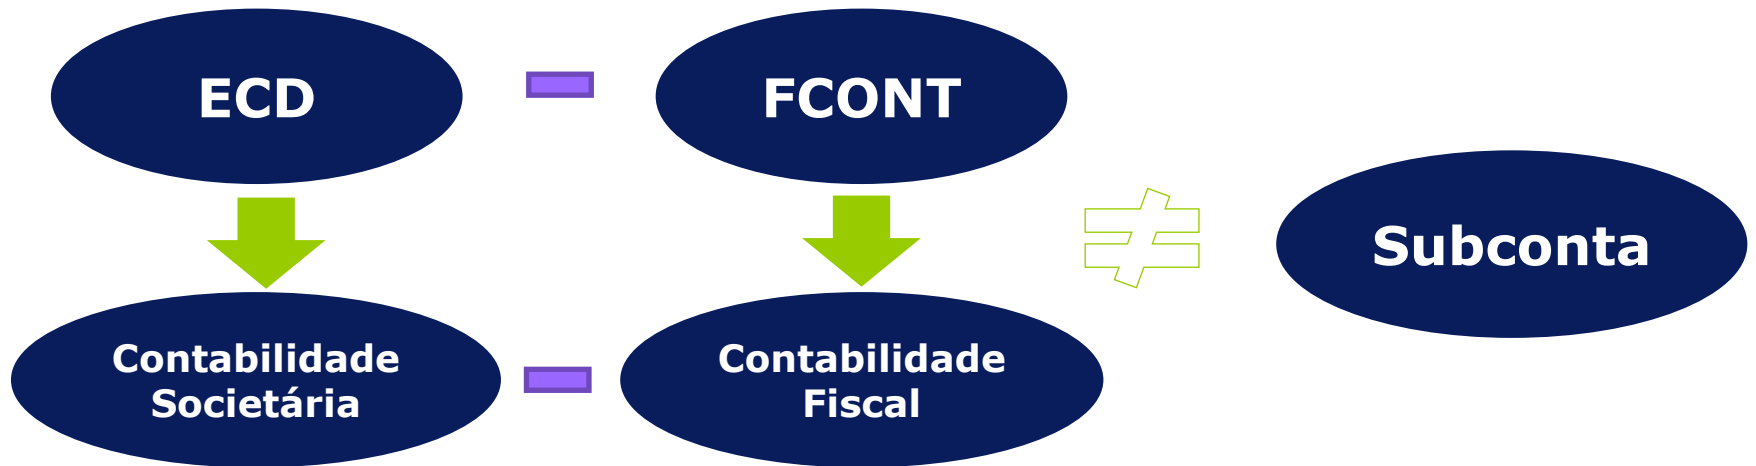 ECD
FCONT
Subconta
Contabilidade
Societária
Contabilidade
Fiscal